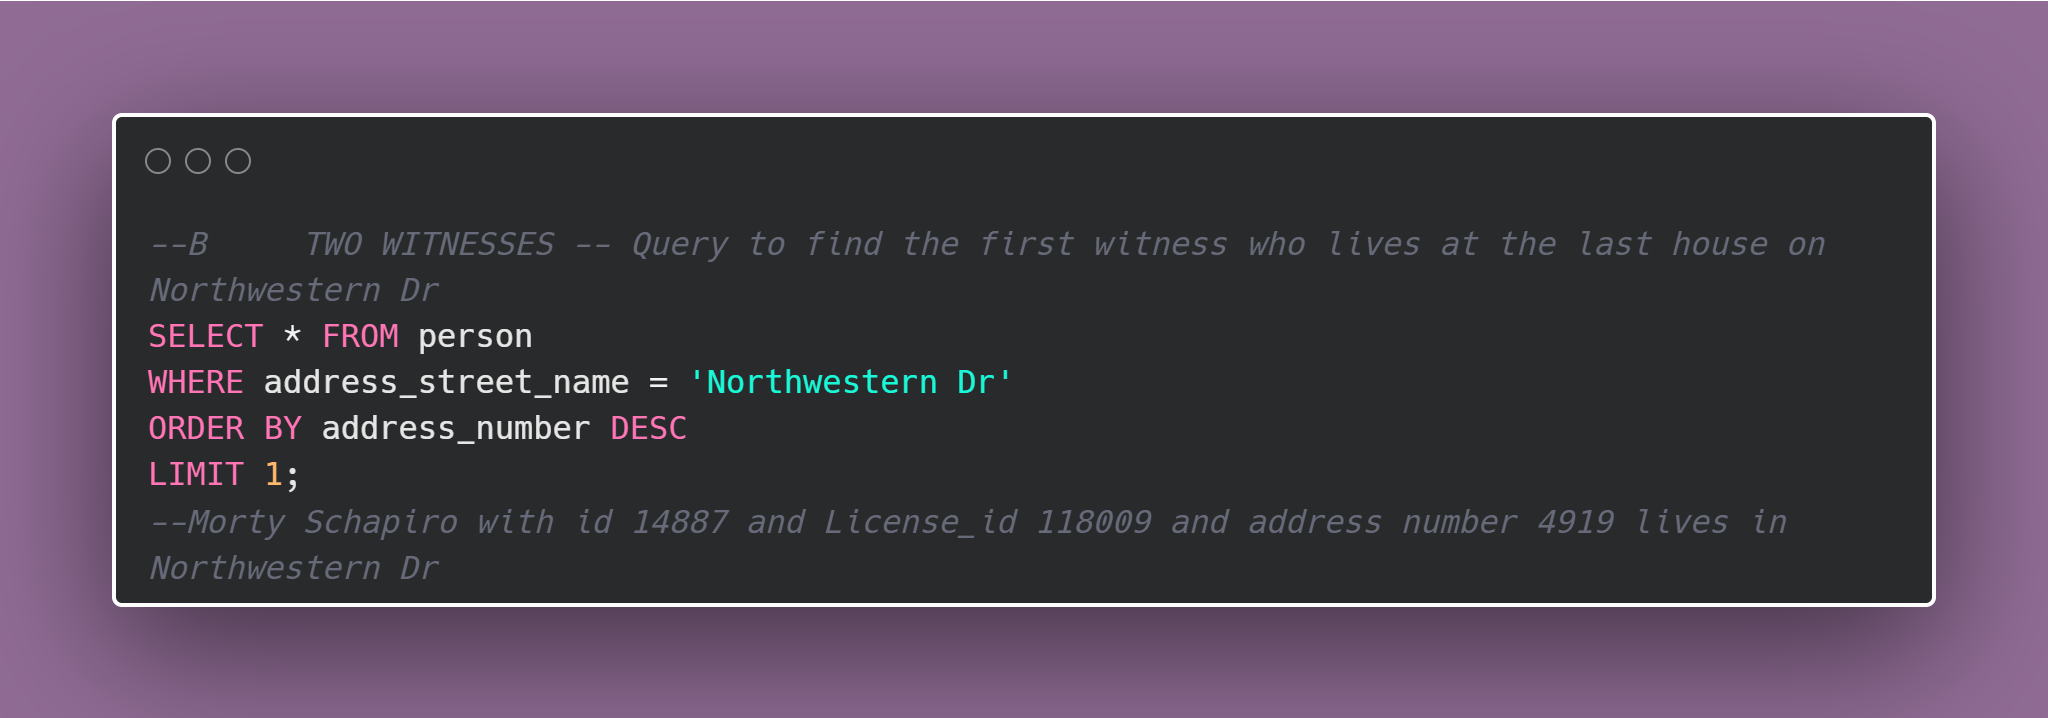 --B     TWO WITNESSES -- Query to find the first witness who lives at the last house on
Northwestern Dr
SELECT * FROM person
WHERE address_street_name = 'Northwestern Dr'
ORDER BY address_number DESC
LIMIT 1;
--Morty Schapiro with id 14887 and License_id 118009 and address number 4919 lives in
Northwestern Dr